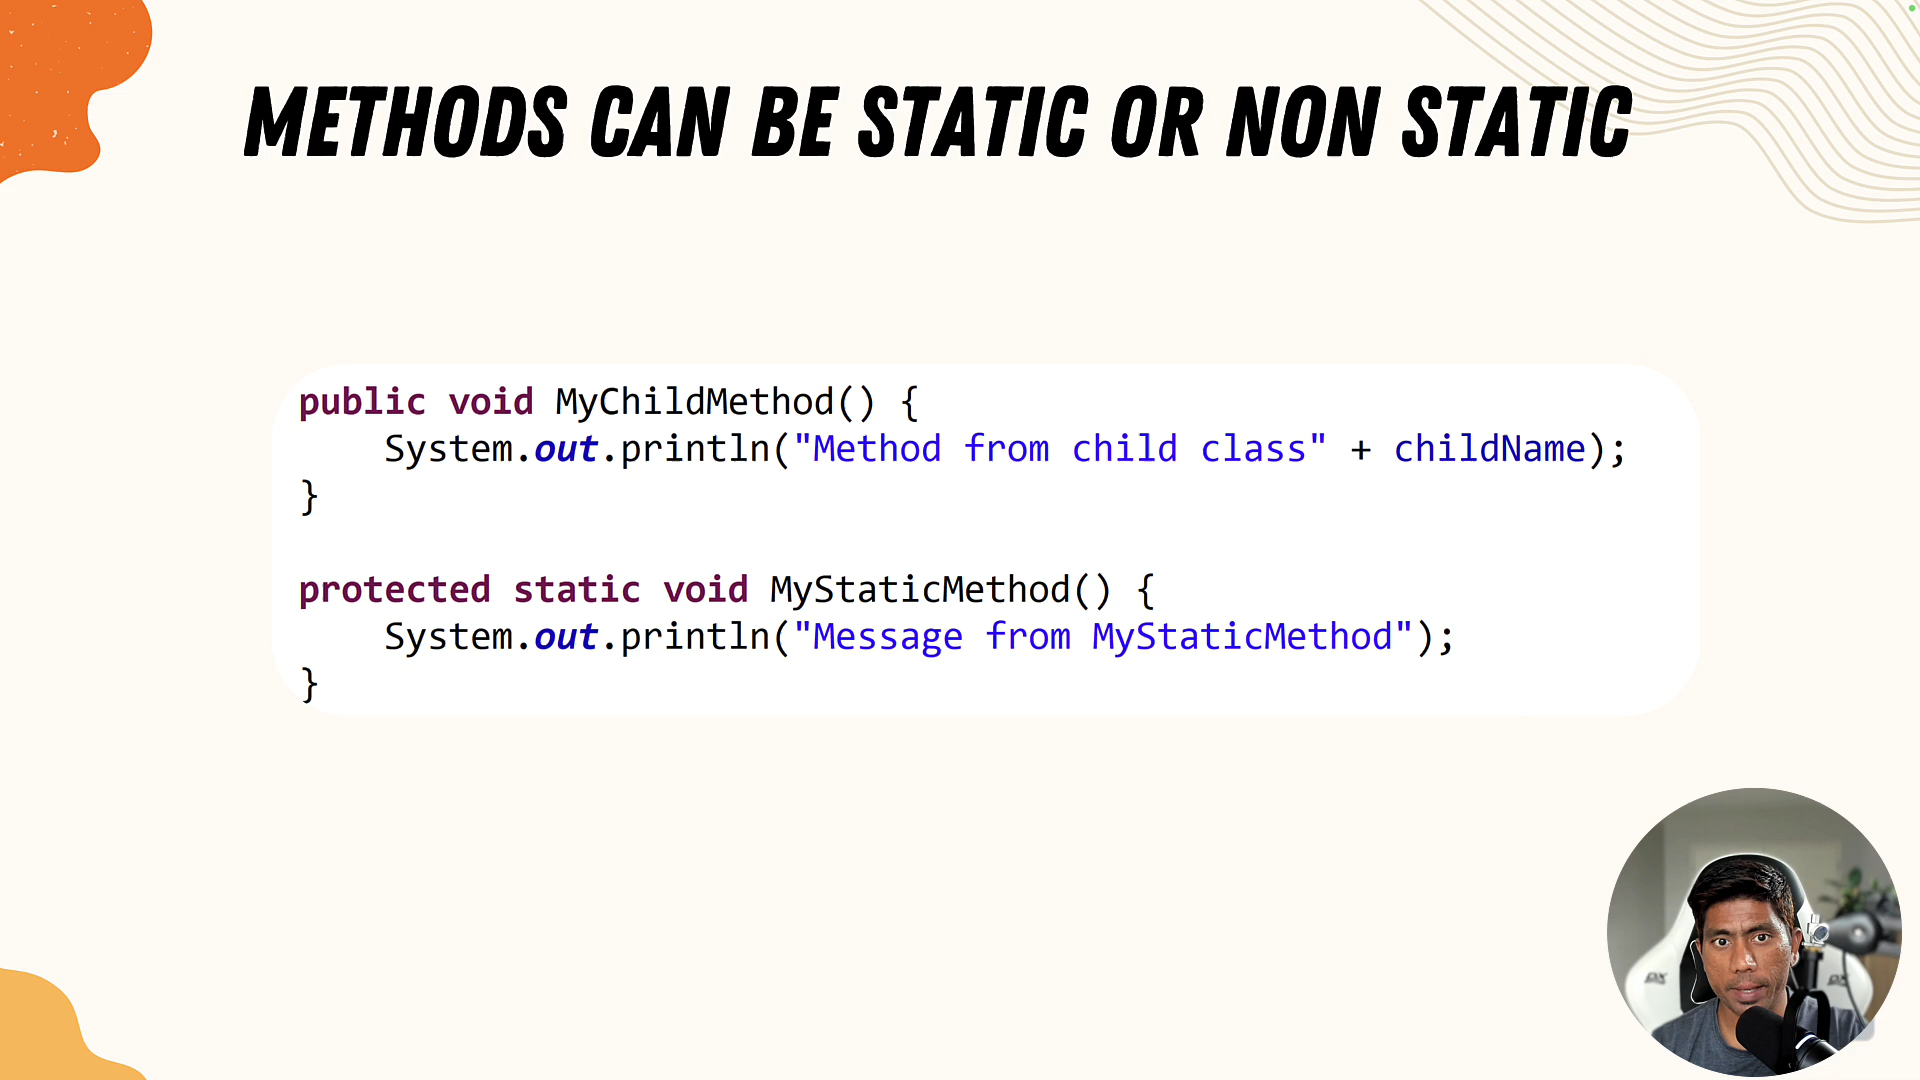 METHODS CAN BE STATIC OR NON STATIC
public void MyChildMethod() {
    System.out.println("Method from child class" + childName);
}
protected static void MyStaticMethod() {
    System.out.println("Message from MyStaticMethod");
}